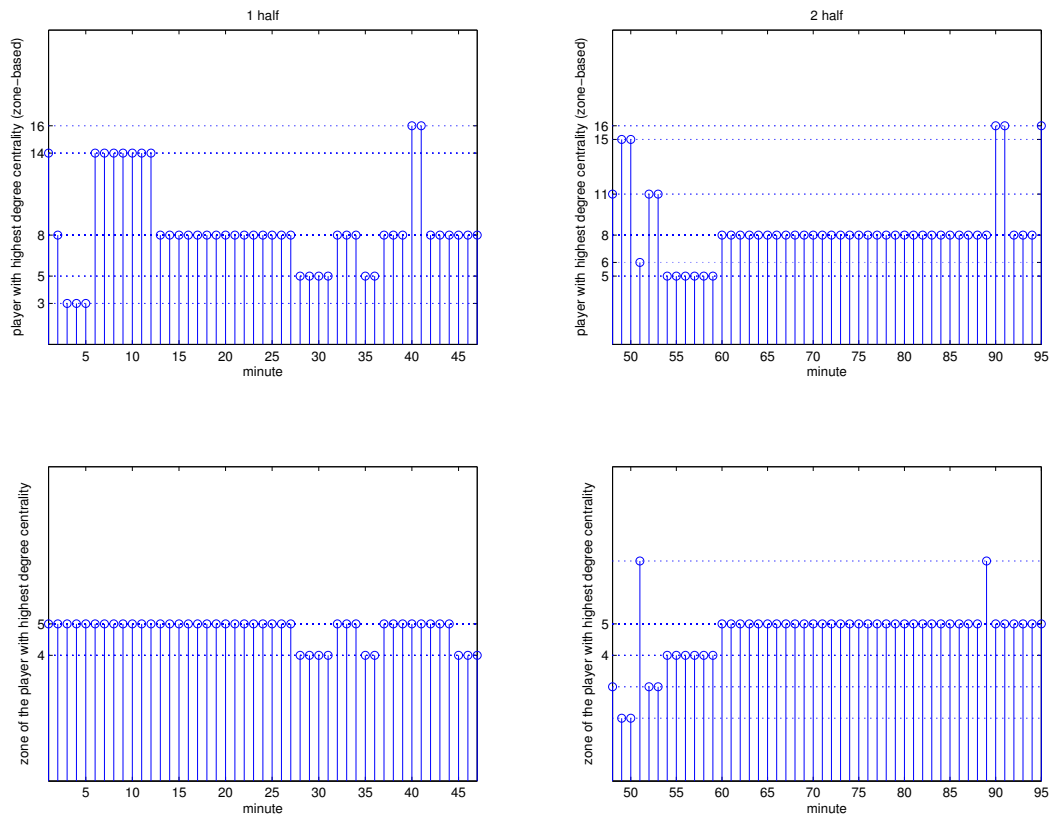 1 half
2 half
player with highest degree centrality (zone−based)
16
14
8
5
3
5 10 15 20 25 30 35 40 45
minute
player with highest degree centrality (zone−based)
16
15
11
8
6
5
50 55 60 65 70 75 80 85 90 95
minute
zone of the player with highest degree centrality
5
4
5 10 15 20 25 30 35 40 45
minute
zone of the player with highest degree centrality
5
4
50 55 60 65 70 75 80 85 90 95
minute